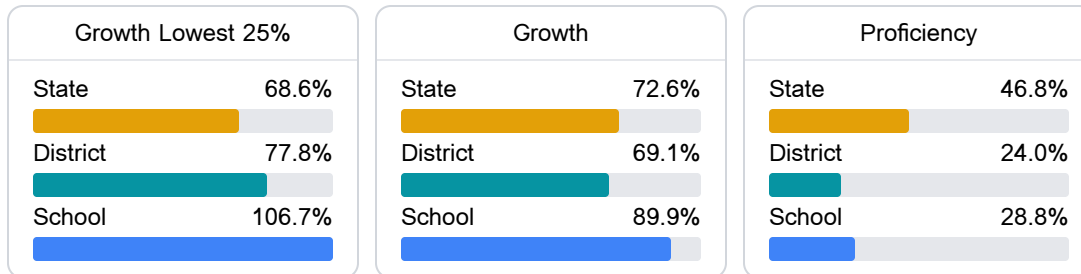 Growth Lowest 25%
State 68.6%
District 77.8%
School 106.7%
Growth
State 72.6%
District 69.1%
School 89.9%
Proficiency
State 46.8%
District 24.0%
School 28.8%